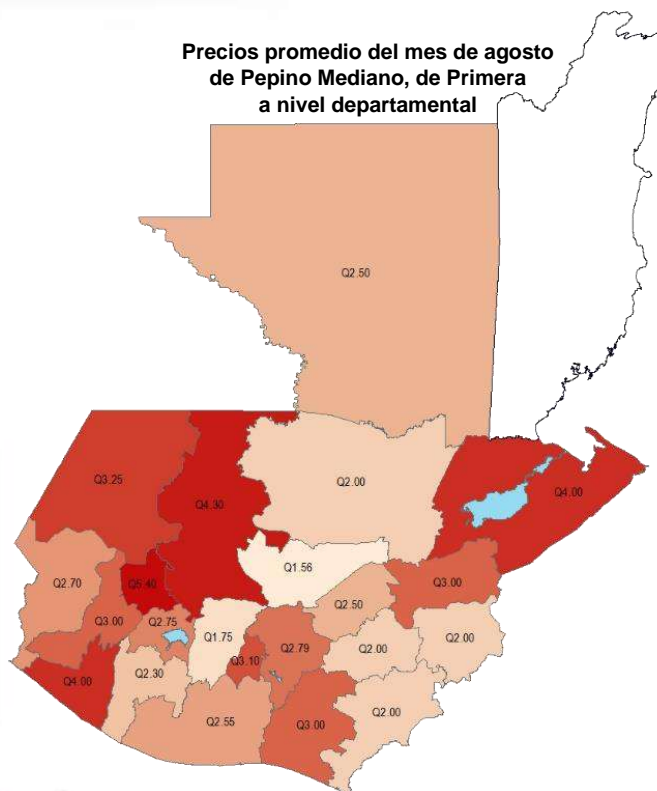 Precios promedio del mes de agosto
de Pepino Mediano, de Primera
a nivel departamental
Q2.50
Q3.25
Q4.30
Q2.00
Q4.00
Q1.56
Q2.70
Q5.40
Q3.00
Q2.50
Q3.00
Q2.75
Q1.75
Q2.79
Q2.00
Q2.00
Q3.10
Q4.00
Q2.30
Q2.00
Q2.55
Q3.00